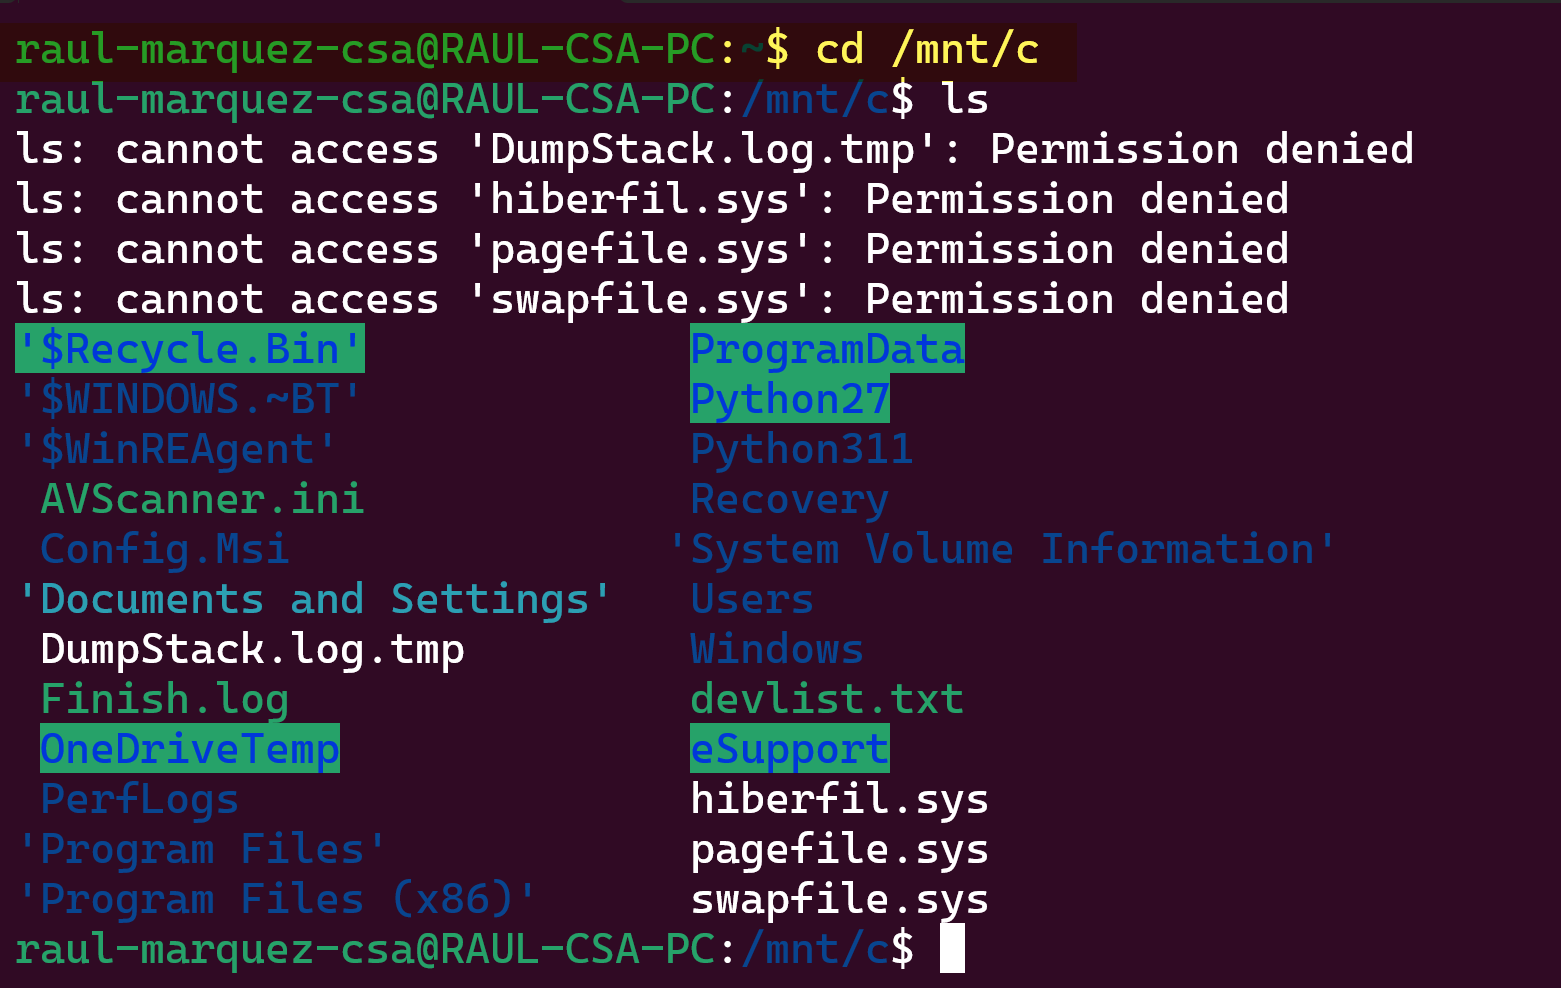 raul-marquez-csa@RAUL-CSA-PC:~$ cd /mnt/c
raul-marquez-csa@RAUL-CSA-PC:/mnt/c$ ls
ls: cannot access 'DumpStack.log.tmp': Permission denied
ls: cannot access 'hiberfil.sys': Permission denied
ls: cannot access 'pagefile.sys': Permission denied
ls: cannot access 'swapfile.sys': Permission denied
'$Recycle.Bin' ProgramData
'$WINDOWS.~BT' Python27
'$WinREAgent' Python311
AVScanner.ini Recovery
Config.Msi 'System Volume Information'
'Documents and Settings' Users
DumpStack.log.tmp Windows
Finish.log devlist.txt
OneDriveTemp eSupport
PerfLogs hiberfil.sys
'Program Files' pagefile.sys
'Program Files (x86)' swapfile.sys
raul-marquez-csa@RAUL-CSA-PC:/mnt/c$